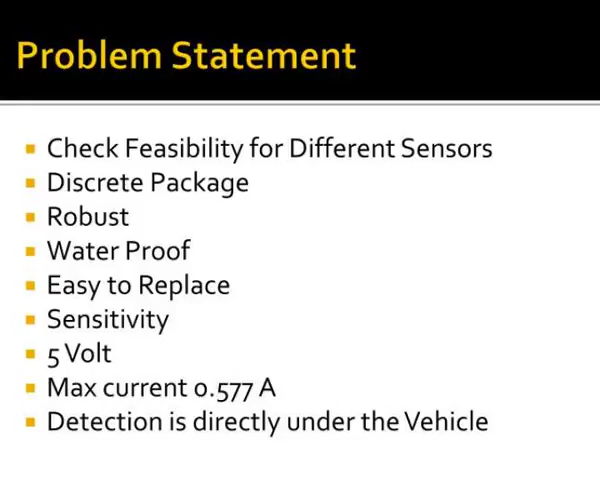 Problem Statement
Check Feasibility for Different Sensors
Discrete Package
Robust
Water Proof
Easy to Replace
Sensitivity
5 Volt
Max current 0.577 A
Detection is directly under the Vehicle